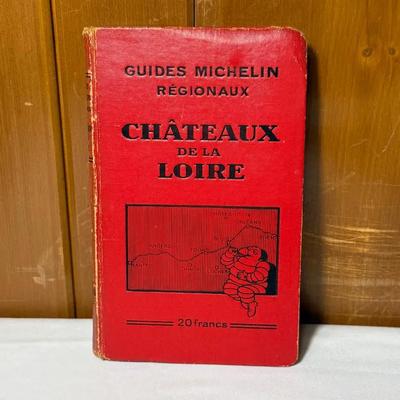 GUIDES MICHELIN
RÉGIONAUX
CHÂTEAUX
DE LA
LOIRE
20 francs